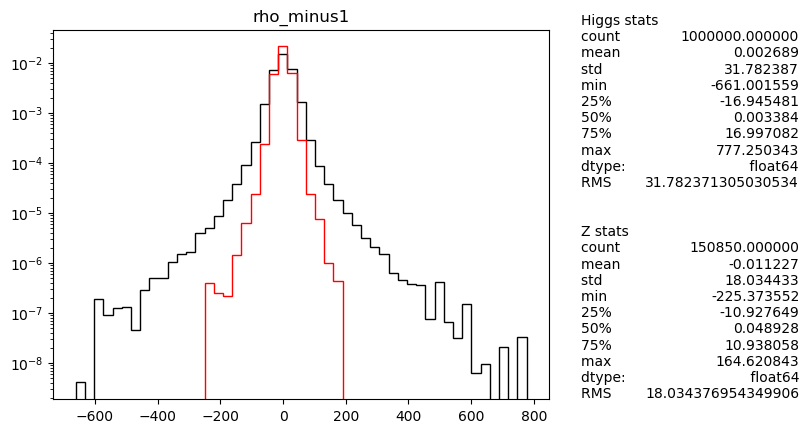 rho_minus1
10⁻²
10⁻³
10⁻⁴
10⁻⁵
10⁻⁶
10⁻⁷
10⁻⁸
−600 −400 −200 0 200 400 600 800
Higgs stats
count 1000000.000000
mean 0.002689
std 31.782387
min -661.001559
25% -16.945481
50% 0.003384
75% 16.997082
max 777.250343
dtype: float64
RMS 31.782371305030534
Z stats
count 150850.000000
mean -0.011227
std 18.034433
min -225.373552
25% -10.927649
50% 0.048928
75% 10.938058
max 164.620843
dtype: float64
RMS 18.034376954349906